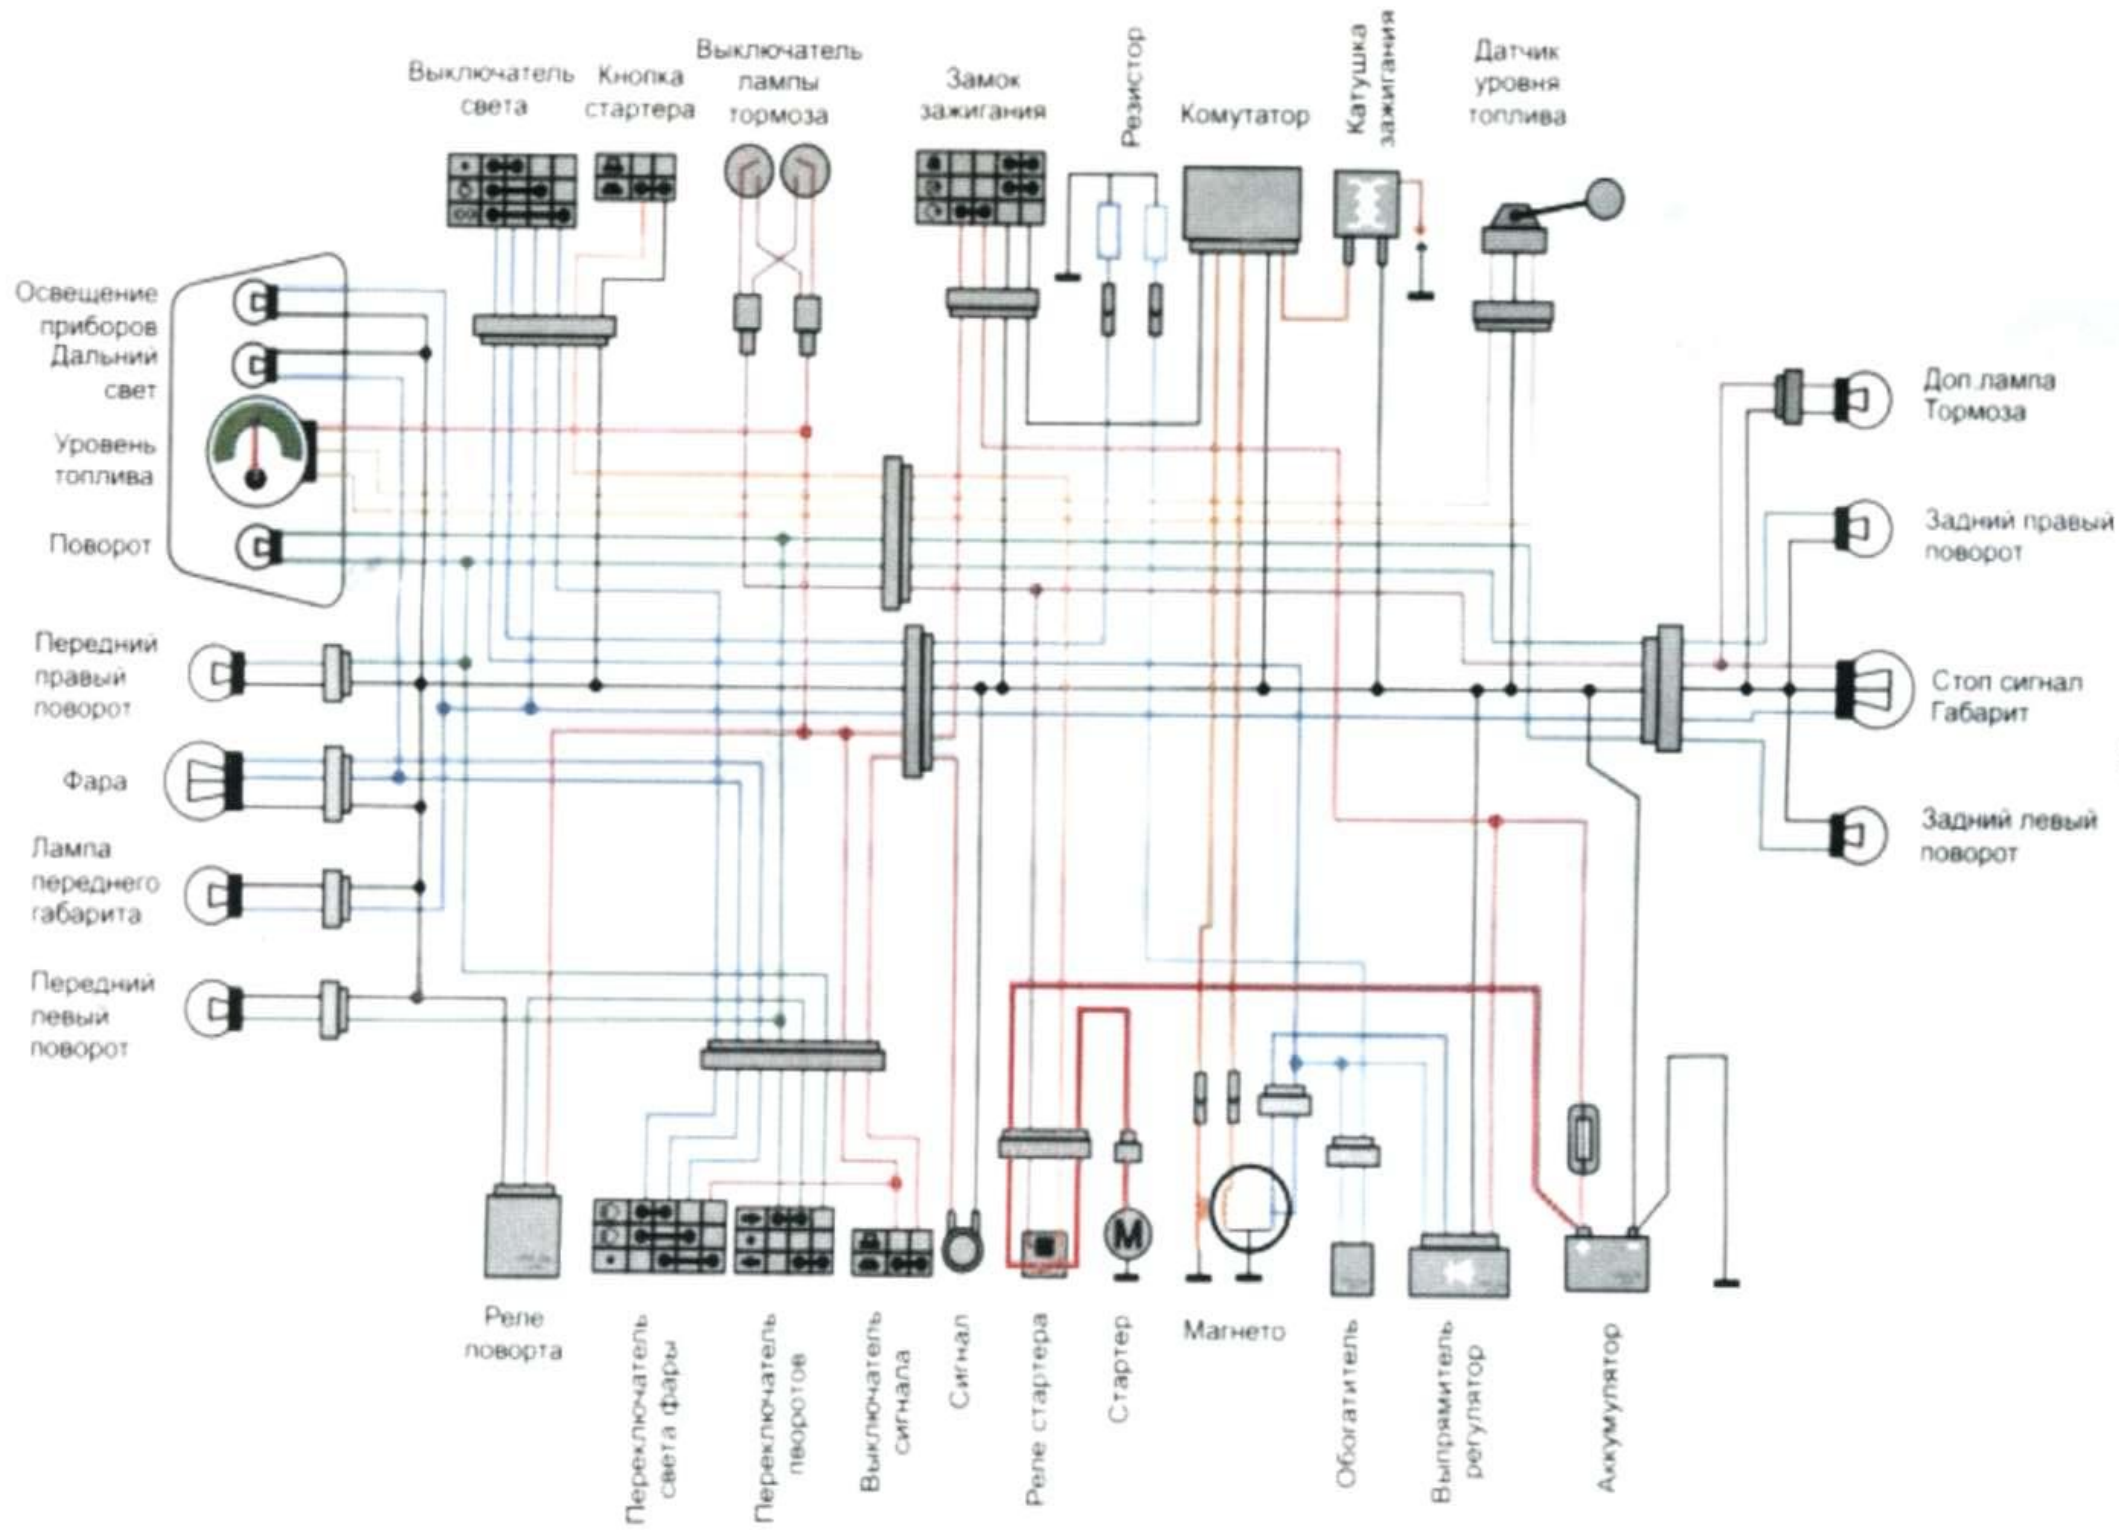 Выключатель
света
Кнопка
стартера
Выключатель
лампы
тормоза
Замок
зажигания
Резистор
Комутатор
Катушка
зажигания
Датчик
уровня
топлива
Освещение
приборов
Дальний
свет
Уровень
топлива
Поворот
Передний
правый
поворот
Фара
Лампа
переднего
габарита
Передний
левый
поворот
Доп.лампа
Тормоза
Задний правый
поворот
Стоп сигнал
Габарит
Задний левый
поворот
M
Реле
поворта
Переключатель
света фары
Переключатель
пворотов
Выключатель
сигнала
Сигнал
Реле стартера
Стартер
Магнето
Обогатитель
Выпрямитель
регулятор
Аккумулятор